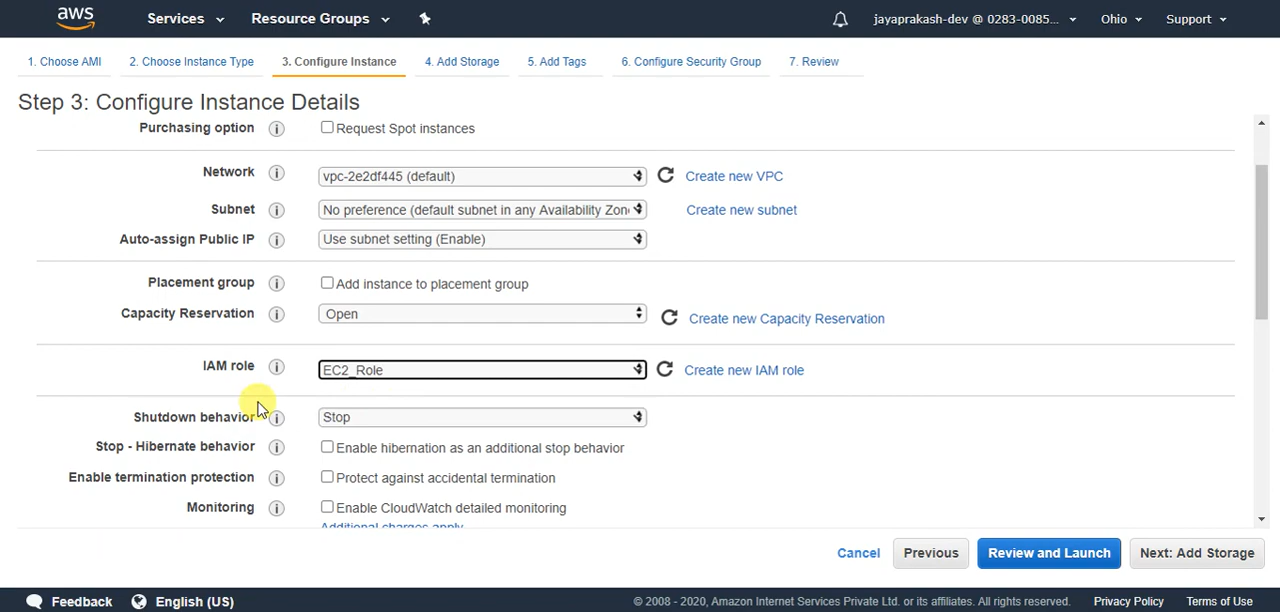 aws Services Resource Groups jayaprakash-dev @ 0283-0085... Ohio Support
1. Choose AMI 2. Choose Instance Type 3. Configure Instance 4. Add Storage 5. Add Tags 6. Configure Security Group 7. Review
Step 3: Configure Instance Details
Purchasing option i Request Spot instances
Network i vpc-2e2df445 (default) Create new VPC
Subnet i No preference (default subnet in any Availability Zon Create new subnet
Auto-assign Public IP i Use subnet setting (Enable)
Placement group i Add instance to placement group
Capacity Reservation i Open Create new Capacity Reservation
IAM role i EC2_Role Create new IAM role
Shutdown behavior i Stop
Stop - Hibernate behavior i Enable hibernation as an additional stop behavior
Enable termination protection i Protect against accidental termination
Monitoring i Enable CloudWatch detailed monitoring
Additional charges apply
Cancel Previous Review and Launch Next: Add Storage
Feedback English (US) © 2008 - 2020, Amazon Internet Services Private Ltd. or its affiliates. All rights reserved. Privacy Policy Terms of Use